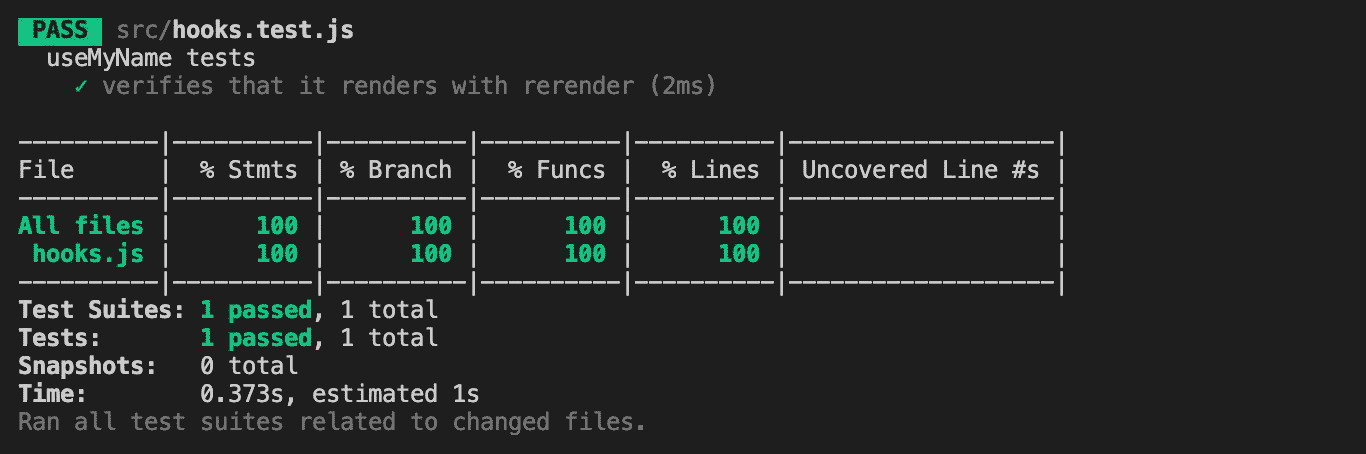 PASS src/hooks.test.js
useMyName tests
✓ verifies that it renders with rerender (2ms)
----------|----------|----------|----------|----------|-------------------|
File      |  % Stmts | % Branch |  % Funcs |  % Lines | Uncovered Line #s |
----------|----------|----------|----------|----------|-------------------|
All files |      100 |      100 |      100 |      100 |                   |
 hooks.js |      100 |      100 |      100 |      100 |                   |
----------|----------|----------|----------|----------|-------------------|
Test Suites: 1 passed, 1 total
Tests:       1 passed, 1 total
Snapshots:   0 total
Time:        0.373s, estimated 1s
Ran all test suites related to changed files.